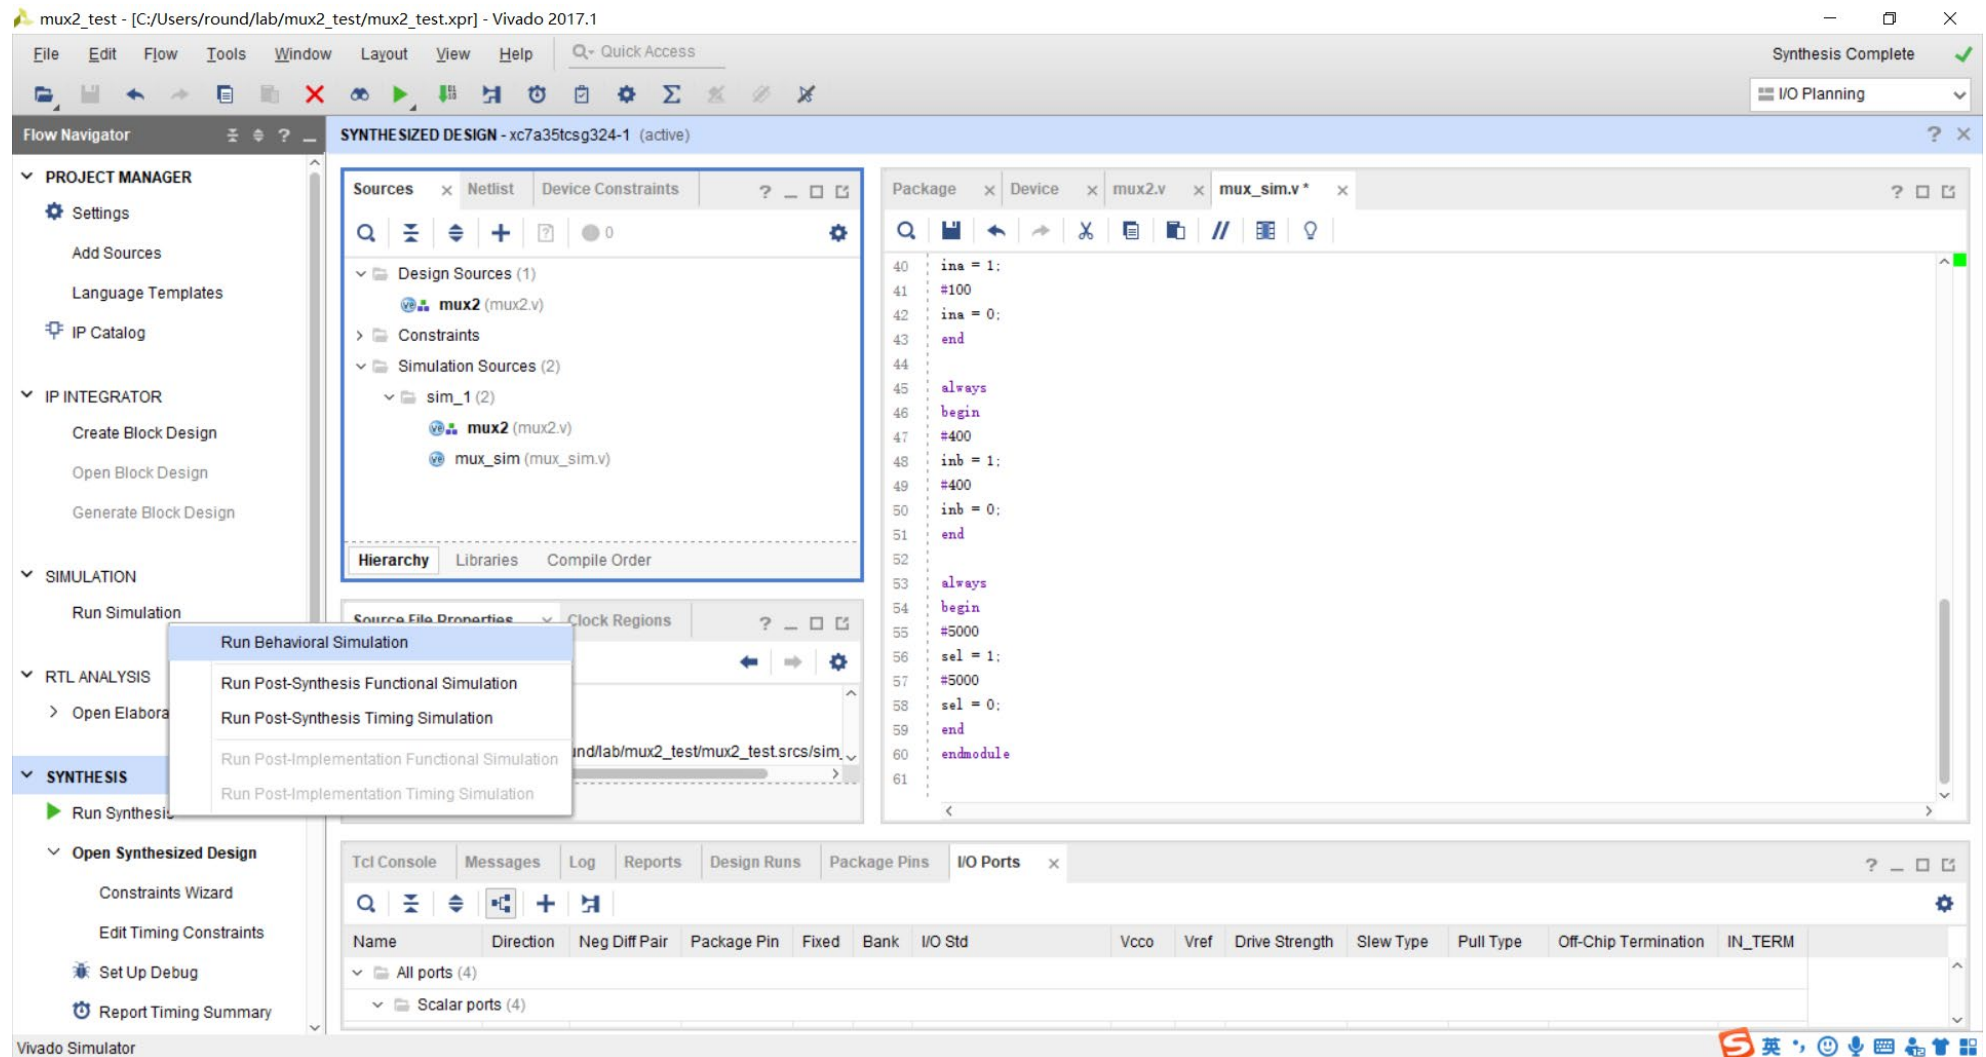 mux2_test - [C:/Users/round/lab/mux2_test/mux2_test.xpr] - Vivado 2017.1
File Edit Flow Tools Window Layout View Help Quick Access
Synthesis Complete
I/O Planning
Flow Navigator
SYNTHESIZED DESIGN - xc7a35tcsg324-1 (active)
PROJECT MANAGER
Settings
Add Sources
Language Templates
IP Catalog
IP INTEGRATOR
Create Block Design
Open Block Design
Generate Block Design
SIMULATION
Run Simulation
RTL ANALYSIS
Open Elabora
SYNTHESIS
Run Synthesis
Open Synthesized Design
Constraints Wizard
Edit Timing Constraints
Set Up Debug
Report Timing Summary
Vivado Simulator
Sources Netlist Device Constraints
0
Design Sources (1)
mux2 (mux2.v)
Constraints
Simulation Sources (2)
sim_1 (2)
mux2 (mux2.v)
mux_sim (mux_sim.v)
Hierarchy Libraries Compile Order
Source File Properties Clock Regions
Run Behavioral Simulation
Run Post-Synthesis Functional Simulation
Run Post-Synthesis Timing Simulation
Run Post-Implementation Functional Simulation
Run Post-Implementation Timing Simulation
ınd/lab/mux2_test/mux2_test.srcs/sim_
Package Device mux2.v mux_sim.v *
40 ina = 1;
41 #100
42 ina = 0;
43 end
44
45 always
46 begin
47 #400
48 inb = 1;
49 #400
50 inb = 0;
51 end
52
53 always
54 begin
55 #5000
56 sel = 1;
57 #5000
58 sel = 0;
59 end
60 endmodule
61
Tcl Console Messages Log Reports Design Runs Package Pins I/O Ports
Name Direction Neg Diff Pair Package Pin Fixed Bank I/O Std Vcco Vref Drive Strength Slew Type Pull Type Off-Chip Termination IN_TERM
All ports (4)
Scalar ports (4)
英